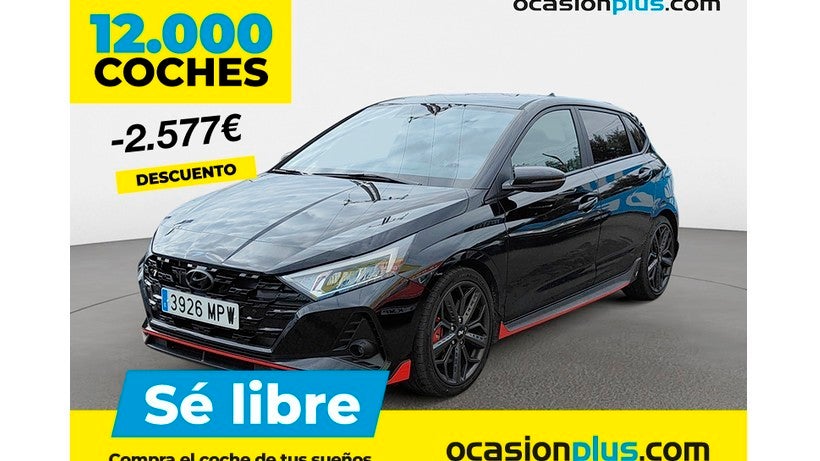 ocasionplus.com
12.000
COCHES
-2.577€
DESCUENTO
3926 MPW
Sé libre
Compra el coche de tus sueños
ocasionplus.com